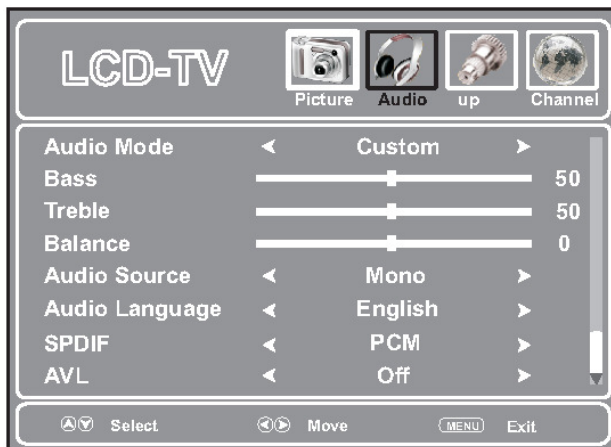 LCD-TV
Picture Audio up Channel
Audio Mode Custom
Bass 50
Treble 50
Balance 0
Audio Source Mono
Audio Language English
SPDIF PCM
AVL Off
Select Move MENU Exit